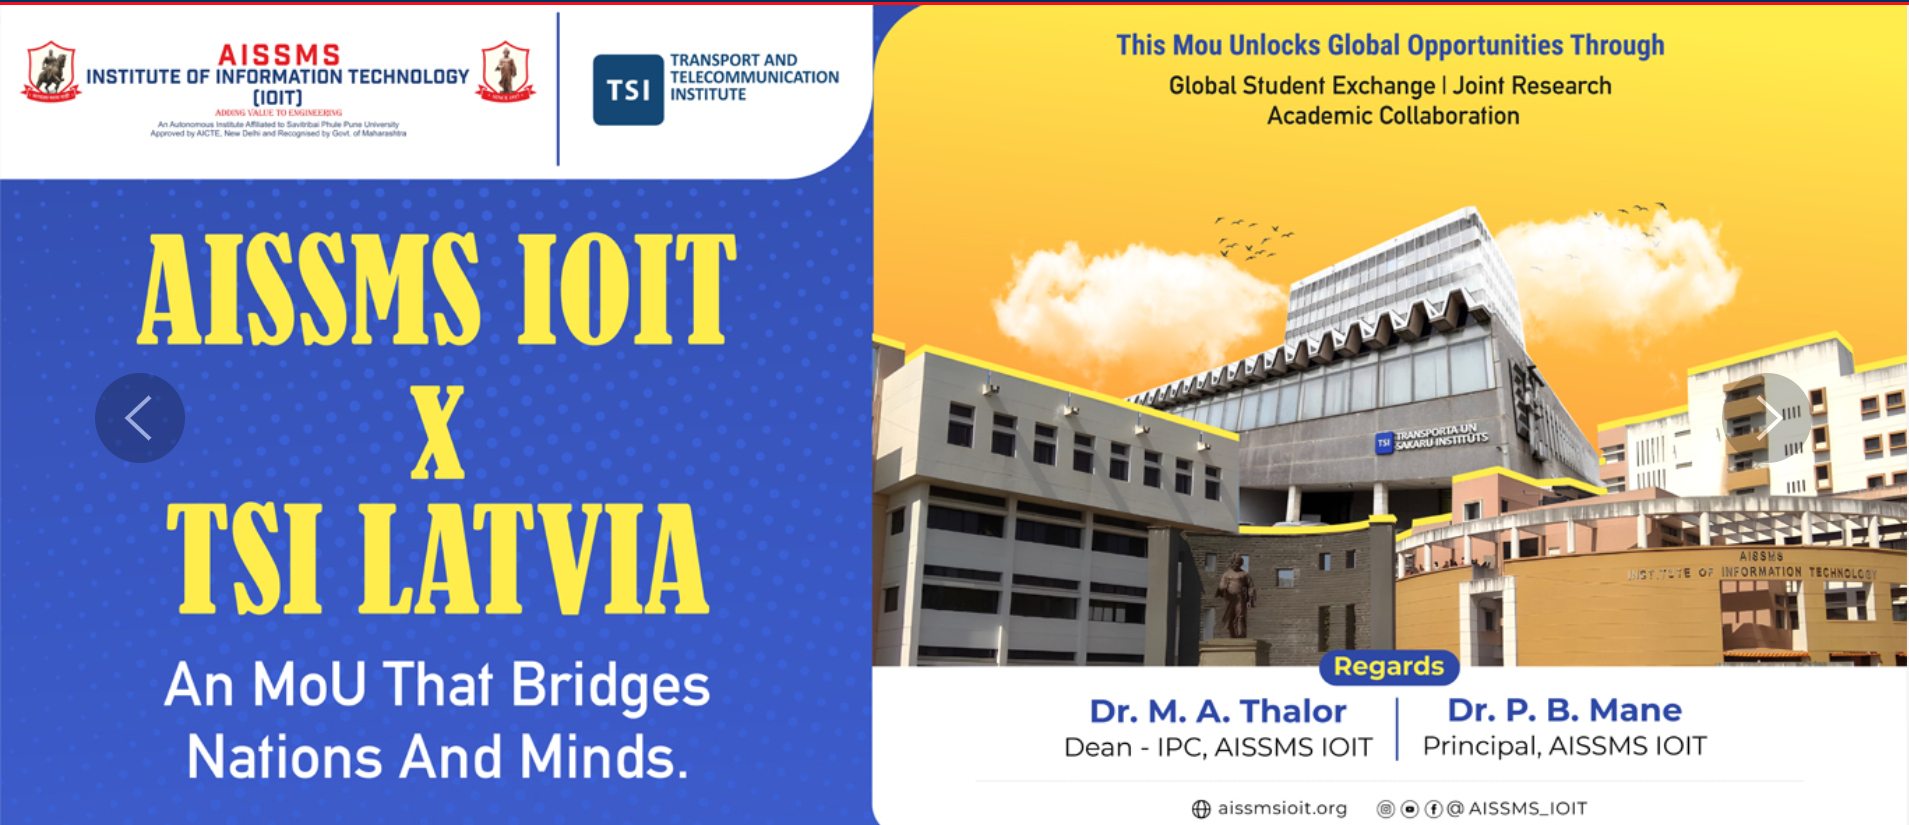 AISSMS
INSTITUTE OF INFORMATION TECHNOLOGY
(IOIT)
ADDING VALUE TO ENGINEERING
An Autonomous Institute Affiliated to Savitribai Phule Pune University
Approved by AICTE, New Delhi and Recognised by Govt. of Maharashtra
TSI
TRANSPORT AND
TELECOMMUNICATION
INSTITUTE
AISSMS IOIT
X
TSI LATVIA
An MoU That Bridges
Nations And Minds.
This Mou Unlocks Global Opportunities Through
Global Student Exchange | Joint Research
Academic Collaboration
TSI
TRANSPORTA UN
SAKARU INSTITŪTS
AISSMS
INSTITUTE OF INFORMATION TECHNOLOGY
Regards
Dr. M. A. Thalor
Dean - IPC, AISSMS IOIT
Dr. P. B. Mane
Principal, AISSMS IOIT
aissmsioit.org
@ AISSMS_IOIT